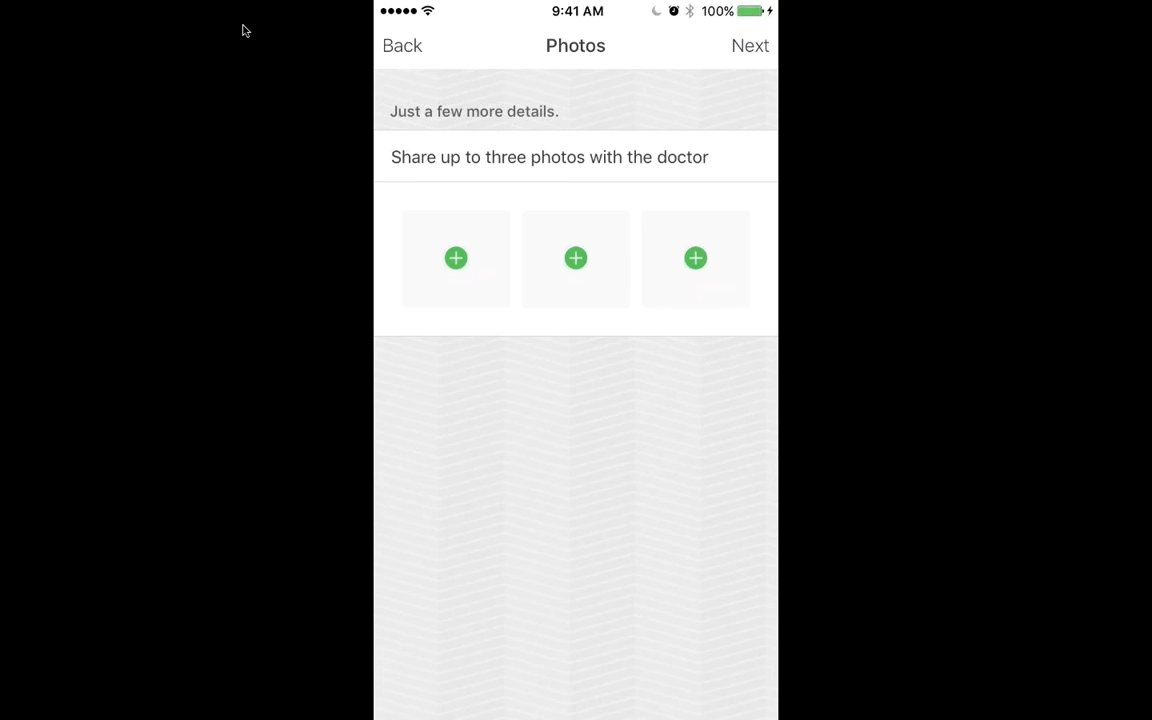 9:41 AM 100%
Back Photos Next
Just a few more details.
Share up to three photos with the doctor